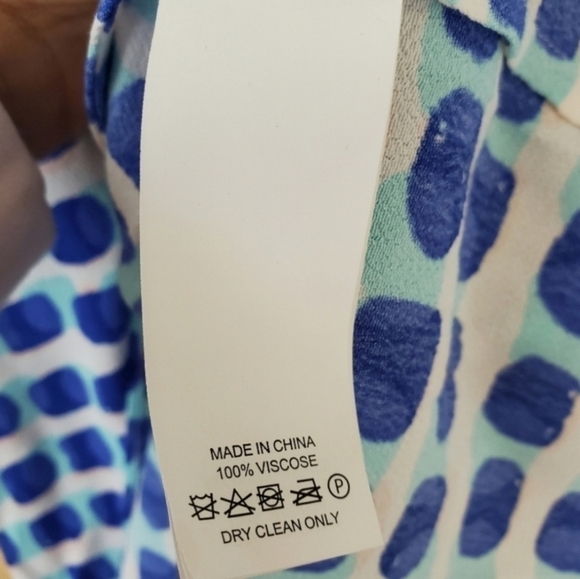 MADE IN CHINA
100% VISCOSE
P
DRY CLEAN ONLY